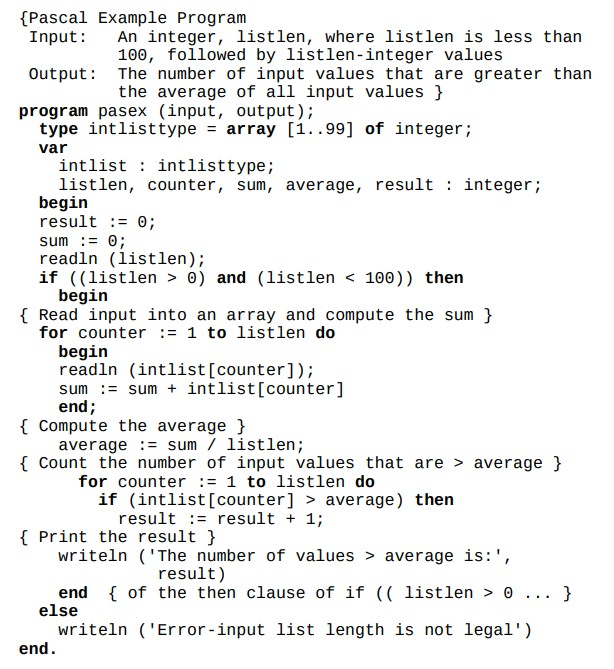 {Pascal Example Program
Input: An integer, listlen, where listlen is less than
100, followed by listlen-integer values
Output: The number of input values that are greater than
the average of all input values }
program pasex (input, output);
type intlisttype = array [1..99] of integer;
var
intlist : intlisttype;
listlen, counter, sum, average, result : integer;
begin
result := 0;
sum := 0;
readln (listlen);
if ((listlen > 0) and (listlen < 100)) then
begin
{ Read input into an array and compute the sum }
for counter := 1 to listlen do
begin
readln (intlist[counter]);
sum := sum + intlist[counter]
end;
{ Compute the average }
average := sum / listlen;
{ Count the number of input values that are > average }
for counter := 1 to listlen do
if (intlist[counter] > average) then
result := result + 1;
{ Print the result }
writeln ('The number of values > average is:',
result)
end { of the then clause of if (( listlen > 0 ... }
else
writeln ('Error-input list length is not legal')
end.